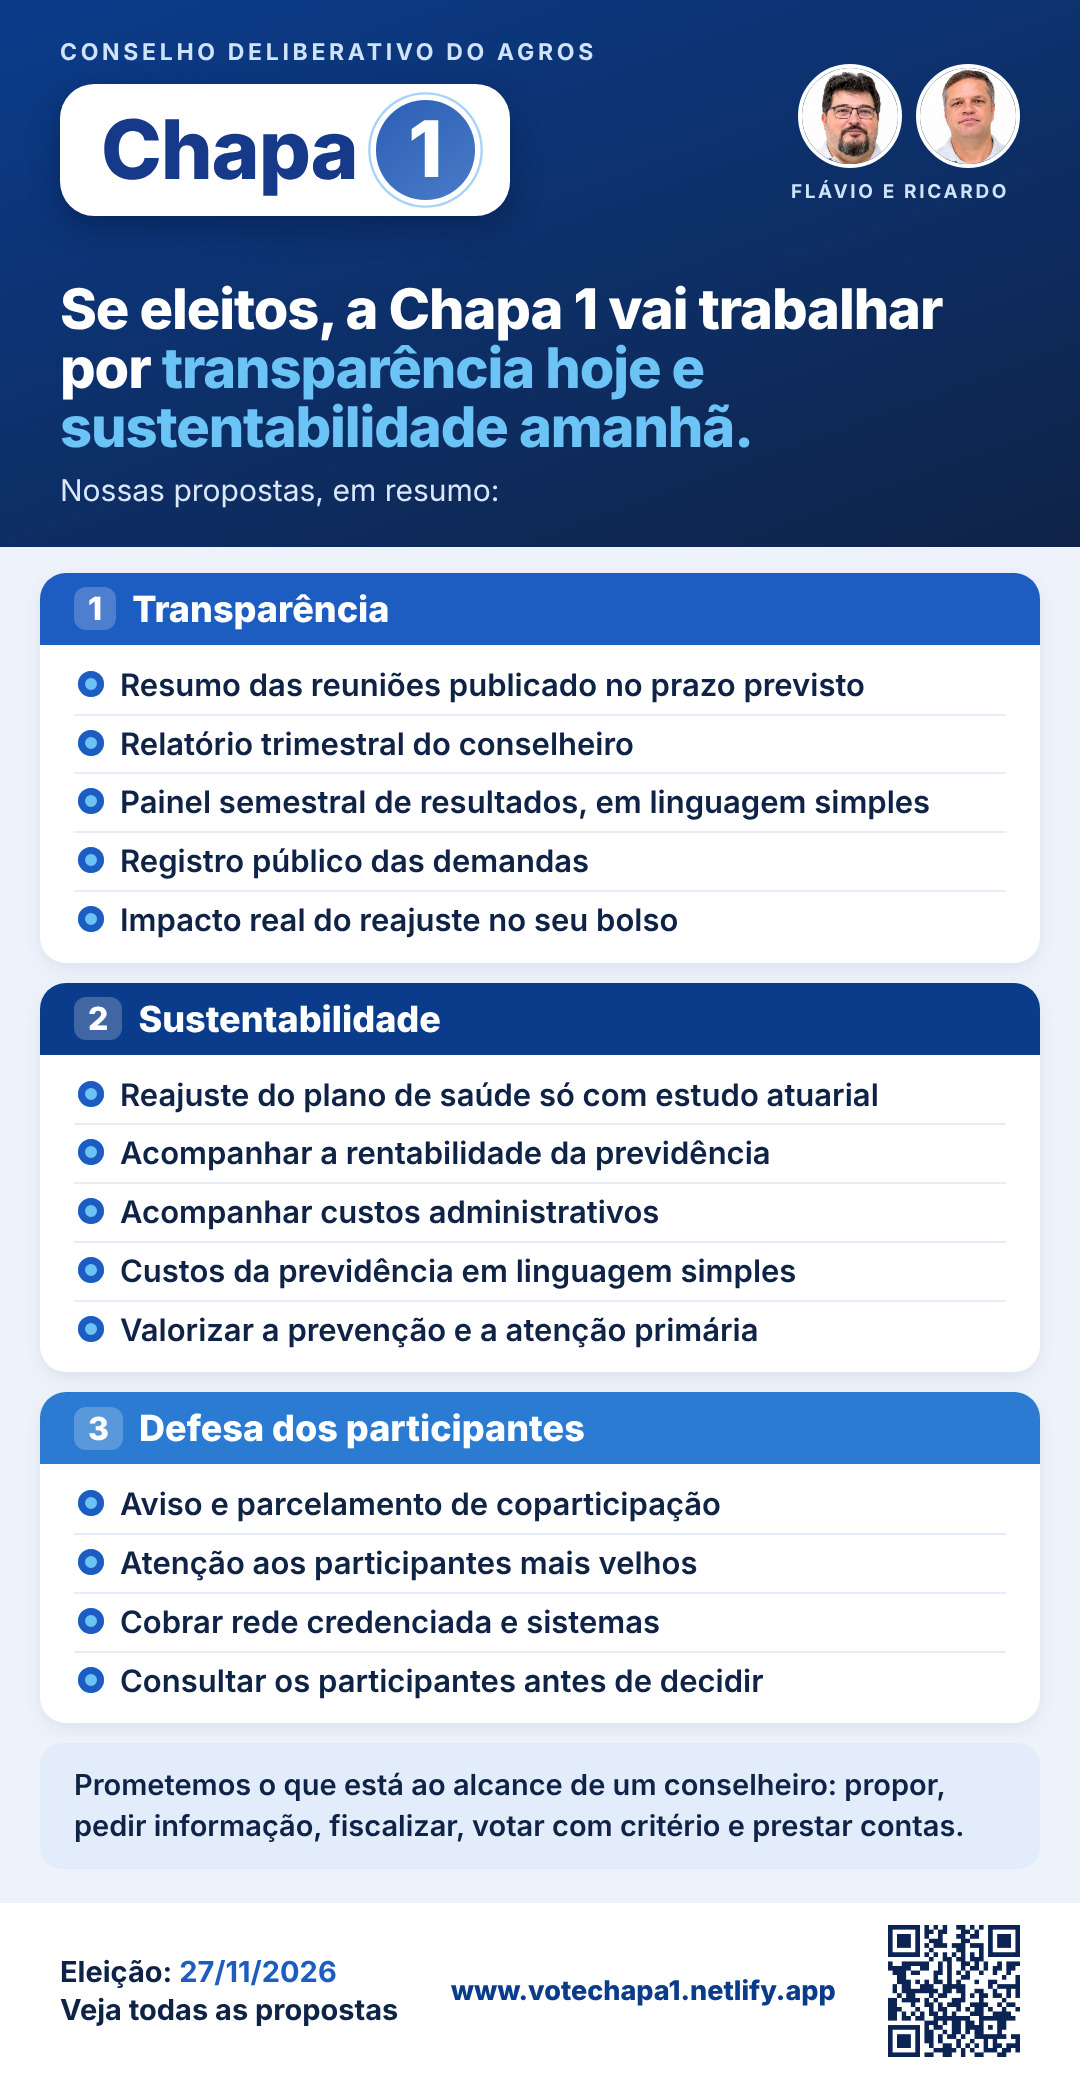 CONSELHO DELIBERATIVO DO AGROS
Chapa 1
FLÁVIO E RICARDO
Se eleitos, a Chapa 1 vai trabalhar
por transparência hoje e
sustentabilidade amanhã.
Nossas propostas, em resumo:
1 Transparência
Resumo das reuniões publicado no prazo previsto
Relatório trimestral do conselheiro
Painel semestral de resultados, em linguagem simples
Registro público das demandas
Impacto real do reajuste no seu bolso
2 Sustentabilidade
Reajuste do plano de saúde só com estudo atuarial
Acompanhar a rentabilidade da previdência
Acompanhar custos administrativos
Custos da previdência em linguagem simples
Valorizar a prevenção e a atenção primária
3 Defesa dos participantes
Aviso e parcelamento de coparticipação
Atenção aos participantes mais velhos
Cobrar rede credenciada e sistemas
Consultar os participantes antes de decidir
Prometemos o que está ao alcance de um conselheiro: propor,
pedir informação, fiscalizar, votar com critério e prestar contas.
Eleição: 27/11/2026
Veja todas as propostas
www.votechapa1.netlify.app